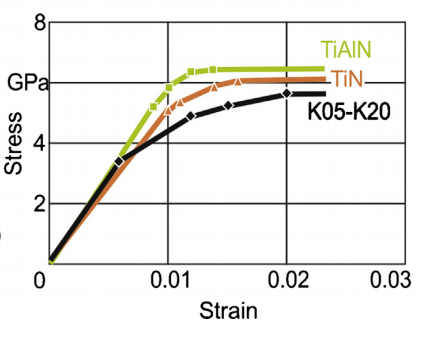 8
TiAlN
GPa
TiN
K05-K20
Stress
4
2
0
0.01
0.02
0.03
Strain